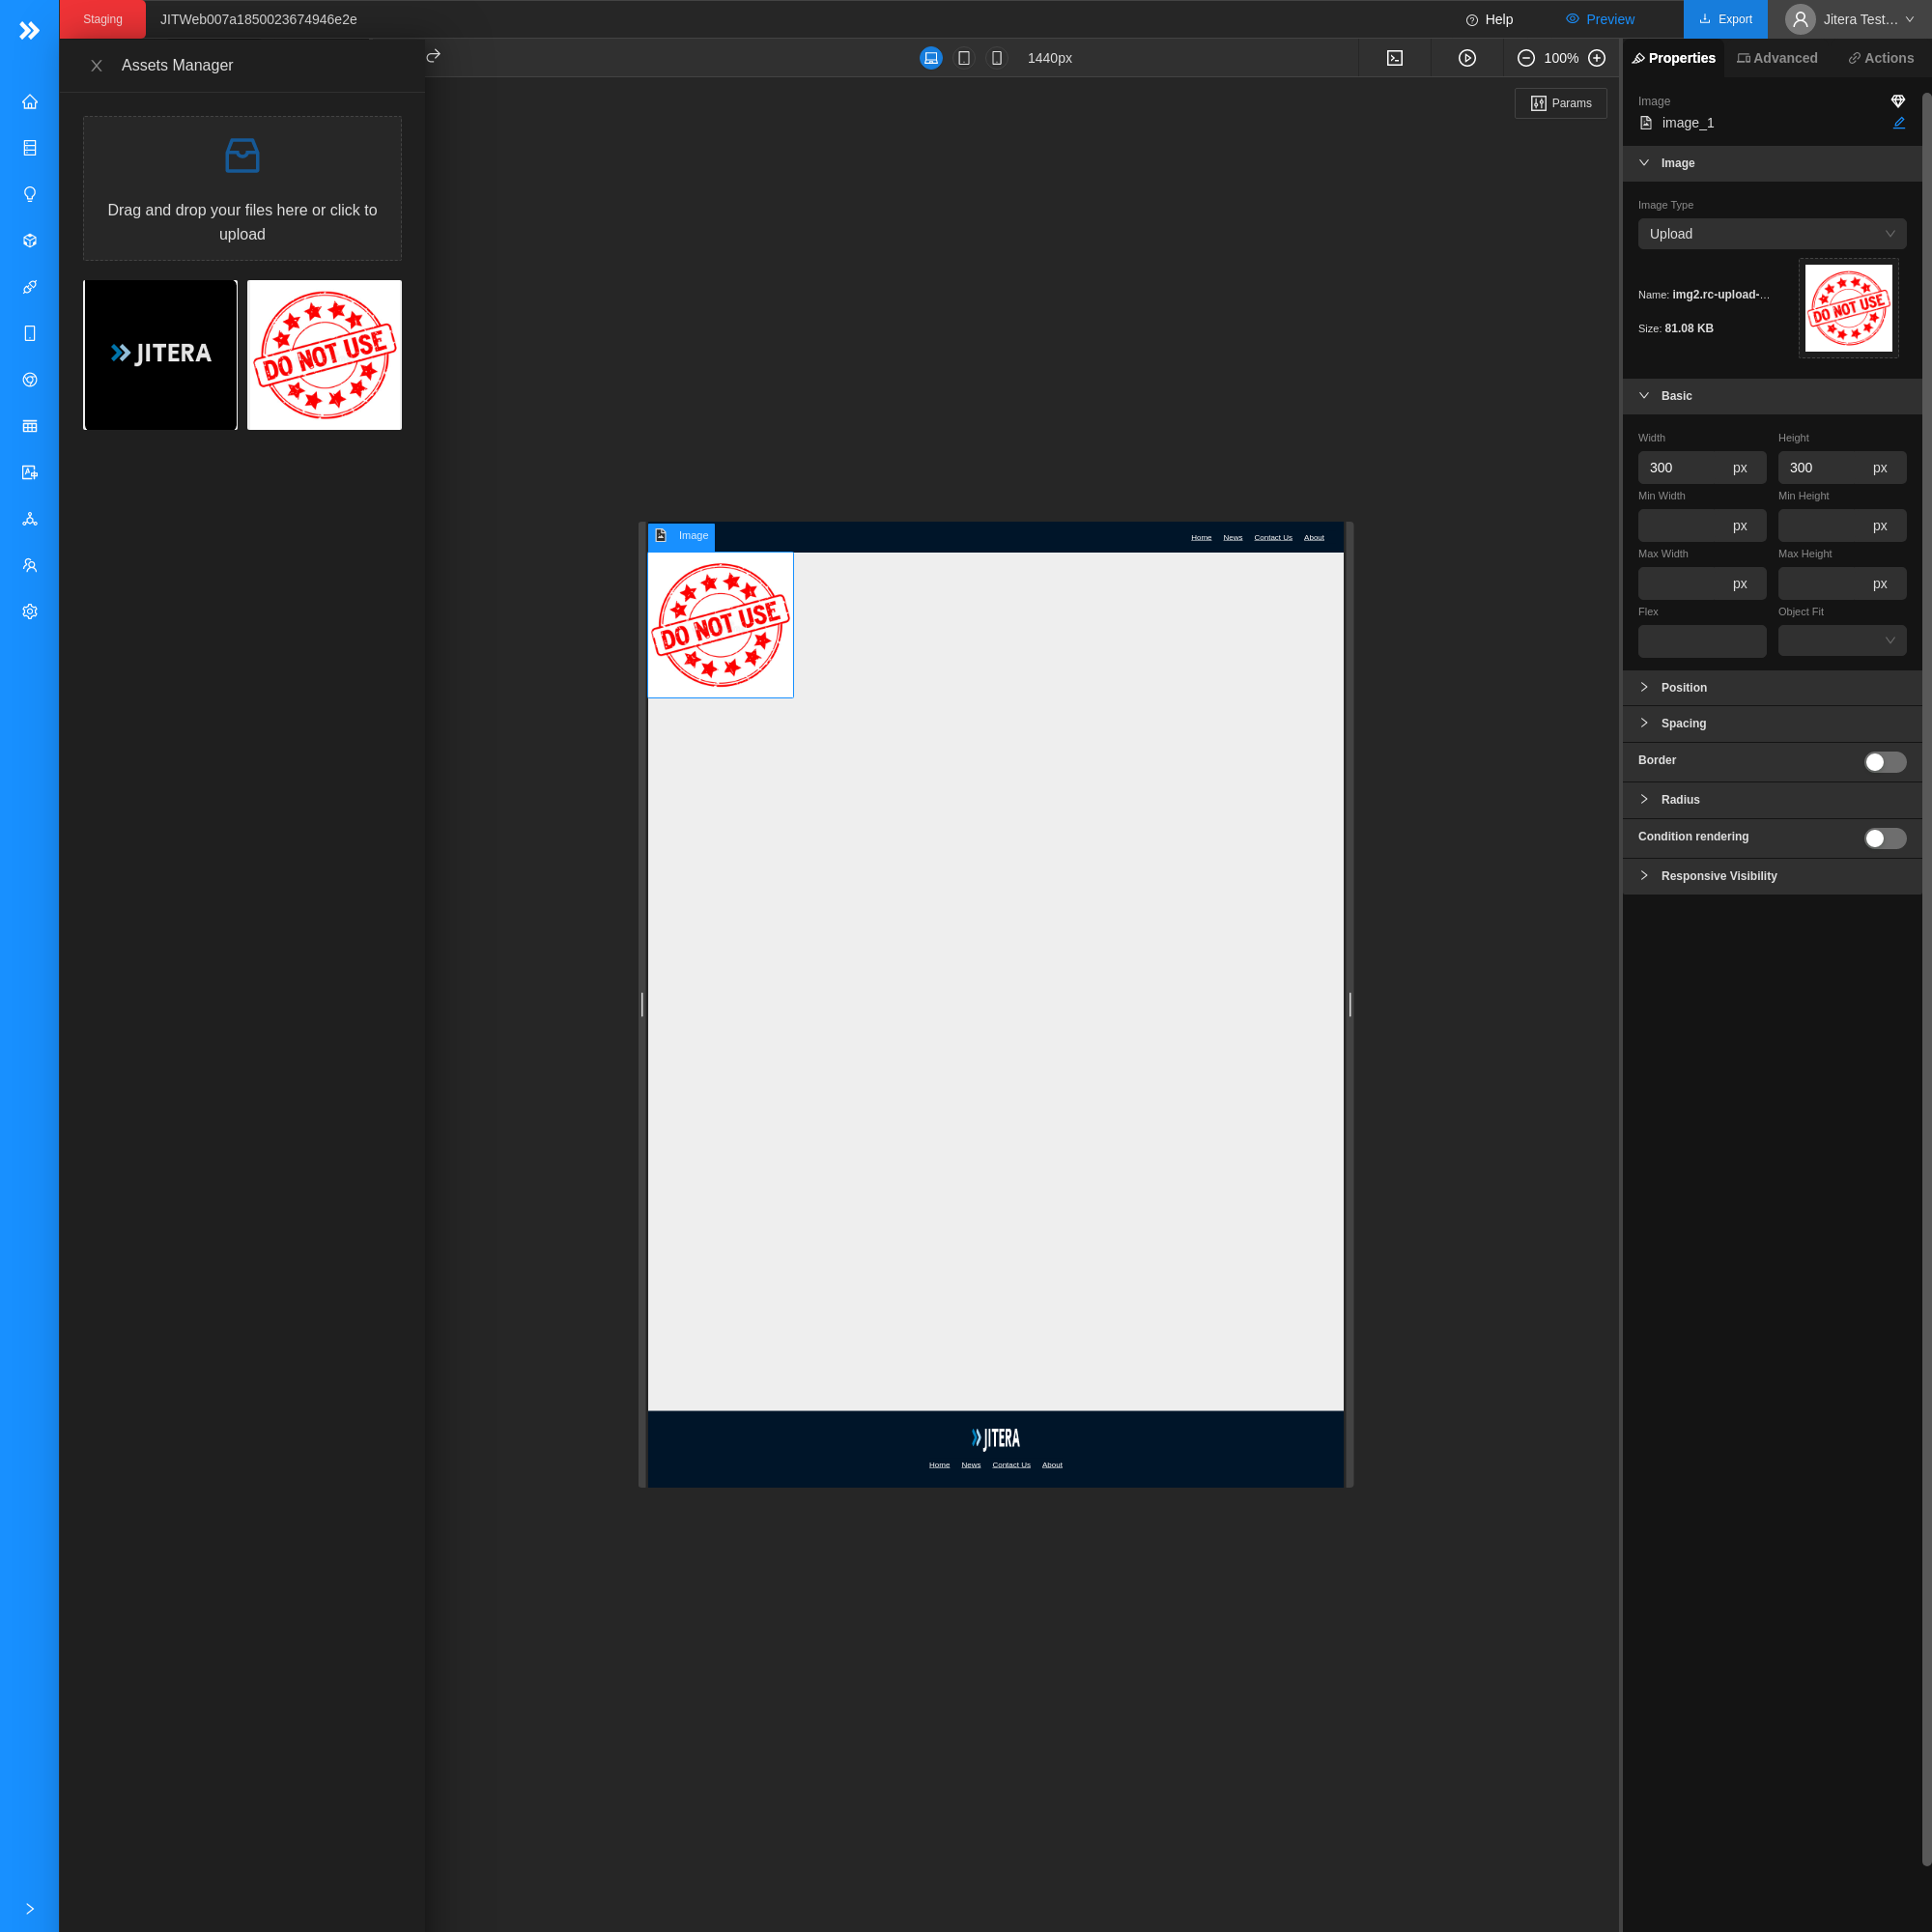 Staging
JITWeb007a1850023674946e2e
Help
Preview
Export
Jitera Test...
Assets Manager
1440px
100%
Properties
Advanced
Actions
Params
Drag and drop your files here or click to
upload
JITERA
DO NOT USE
Image
Home
News
Contact Us
About
DO NOT USE
JITERA
Home
News
Contact Us
About
Image
image_1
Image
Image Type
Upload
Name: img2.rc-upload-...
Size: 81.08 KB
DO NOT USE
Basic
Width
Height
300 px
300 px
Min Width
Min Height
px
px
Max Width
Max Height
px
px
Flex
Object Fit
Position
Spacing
Border
Radius
Condition rendering
Responsive Visibility